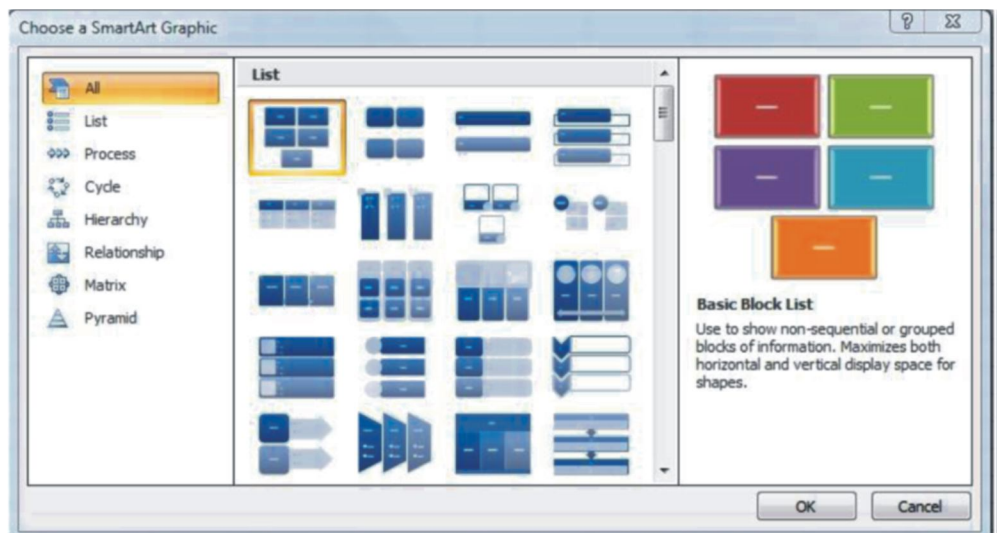 Choose a SmartArt Graphic
All
List
Process
Cycle
Hierarchy
Relationship
Matrix
Pyramid
List
Basic Block List
Use to show non-sequential or grouped
blocks of information. Maximizes both
horizontal and vertical display space for
shapes.
OK
Cancel